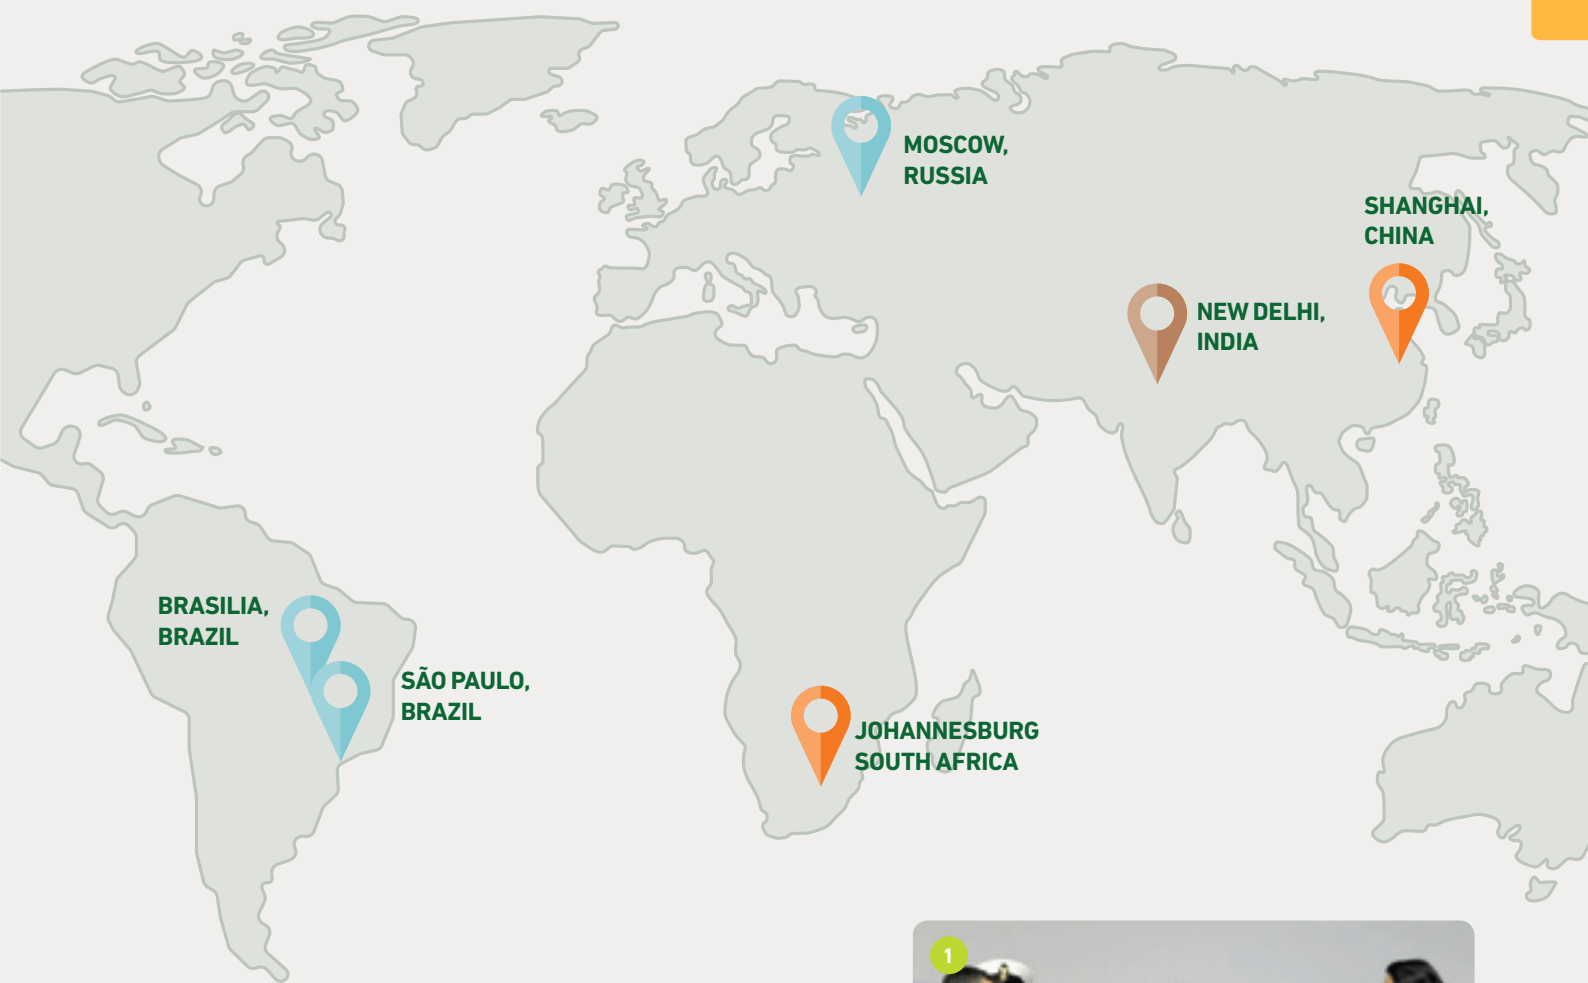 MOSCOW,
RUSSIA
SHANGHAI,
CHINA
NEW DELHI,
INDIA
BRASILIA,
BRAZIL
SÃO PAULO,
BRAZIL
JOHANNESBURG
SOUTH AFRICA
1